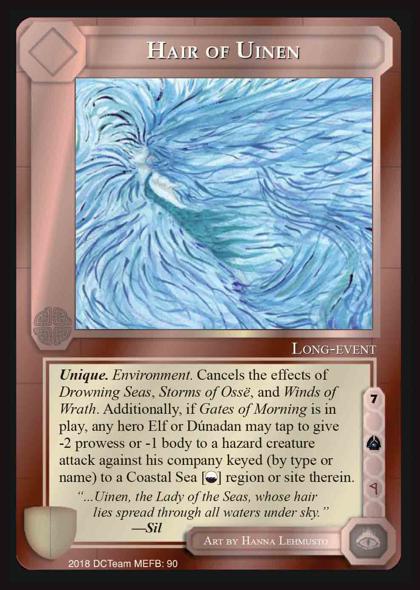 Hair of Uinen
Long-event
Unique. Environment. Cancels the effects of
Drowning Seas, Storms of Ossë, and Winds of
Wrath. Additionally, if Gates of Morning is in
play, any hero Elf or Dúnadan may tap to give
-2 prowess or -1 body to a hazard creature
attack against his company keyed (by type or
name) to a Coastal Sea [] region or site therein.
"...Uinen, the Lady of the Seas, whose hair
lies spread through all waters under sky."
—Sil
7
Art by Hanna Lehmusto
2018 DCTeam MEFB: 90